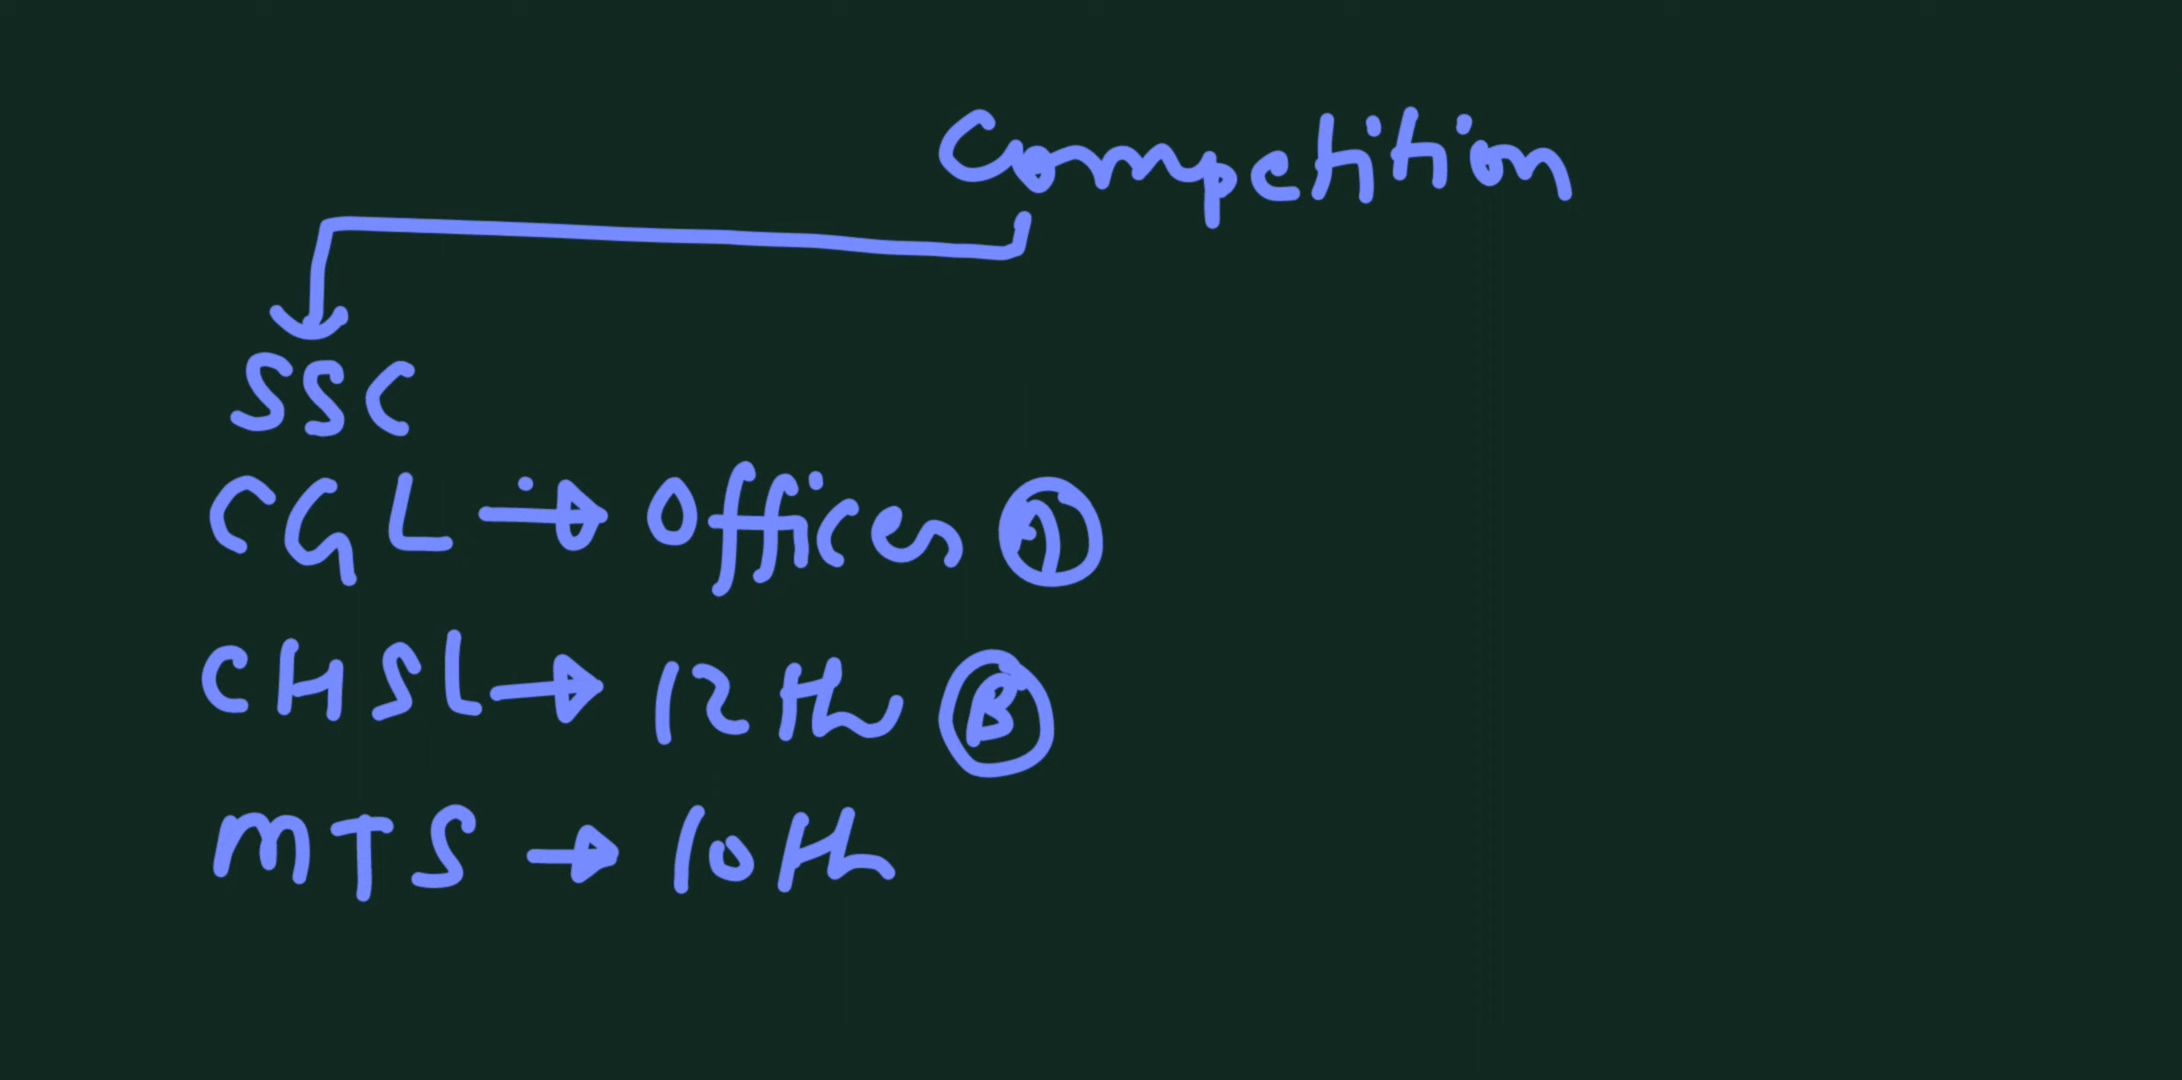 Competition
SSC
CGL → Officer
CHSL → 12th B
MTS → 10th